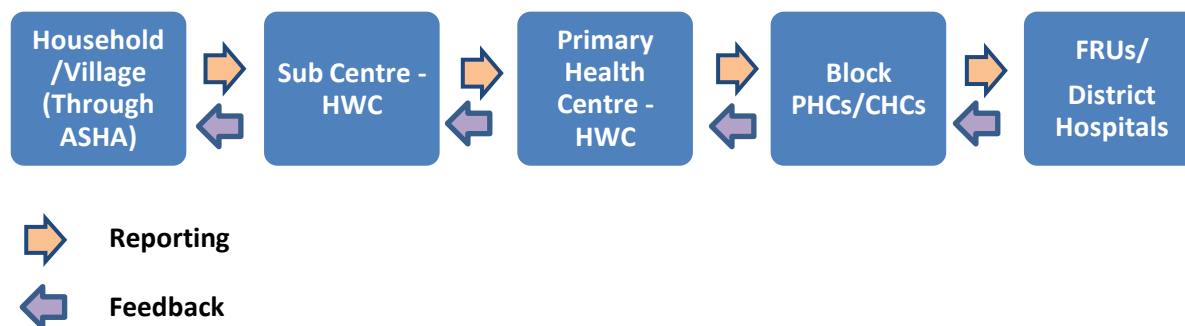 Household
/Village
(Through
ASHA)
Sub Centre -
HWC
Primary
Health
Centre -
HWC
Block
PHCs/CHCs
FRUs/
District
Hospitals
Reporting
Feedback